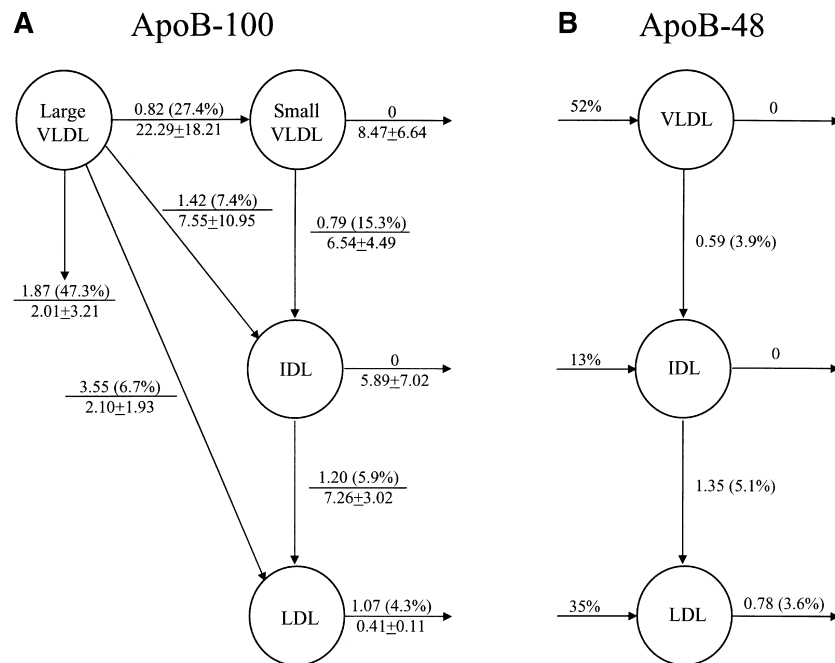 A
ApoB-100
Large
VLDL
0.82 (27.4%)
22.29±18.21
Small
VLDL
0
8.47±6.64
1.42 (7.4%)
7.55±10.95
0.79 (15.3%)
6.54±4.49
1.87 (47.3%)
2.01±3.21
3.55 (6.7%)
2.10±1.93
IDL
0
5.89±7.02
1.20 (5.9%)
7.26±3.02
LDL
1.07 (4.3%)
0.41±0.11
B
ApoB-48
52%
VLDL
0
0.59 (3.9%)
13%
IDL
0
1.35 (5.1%)
35%
LDL
0.78 (3.6%)